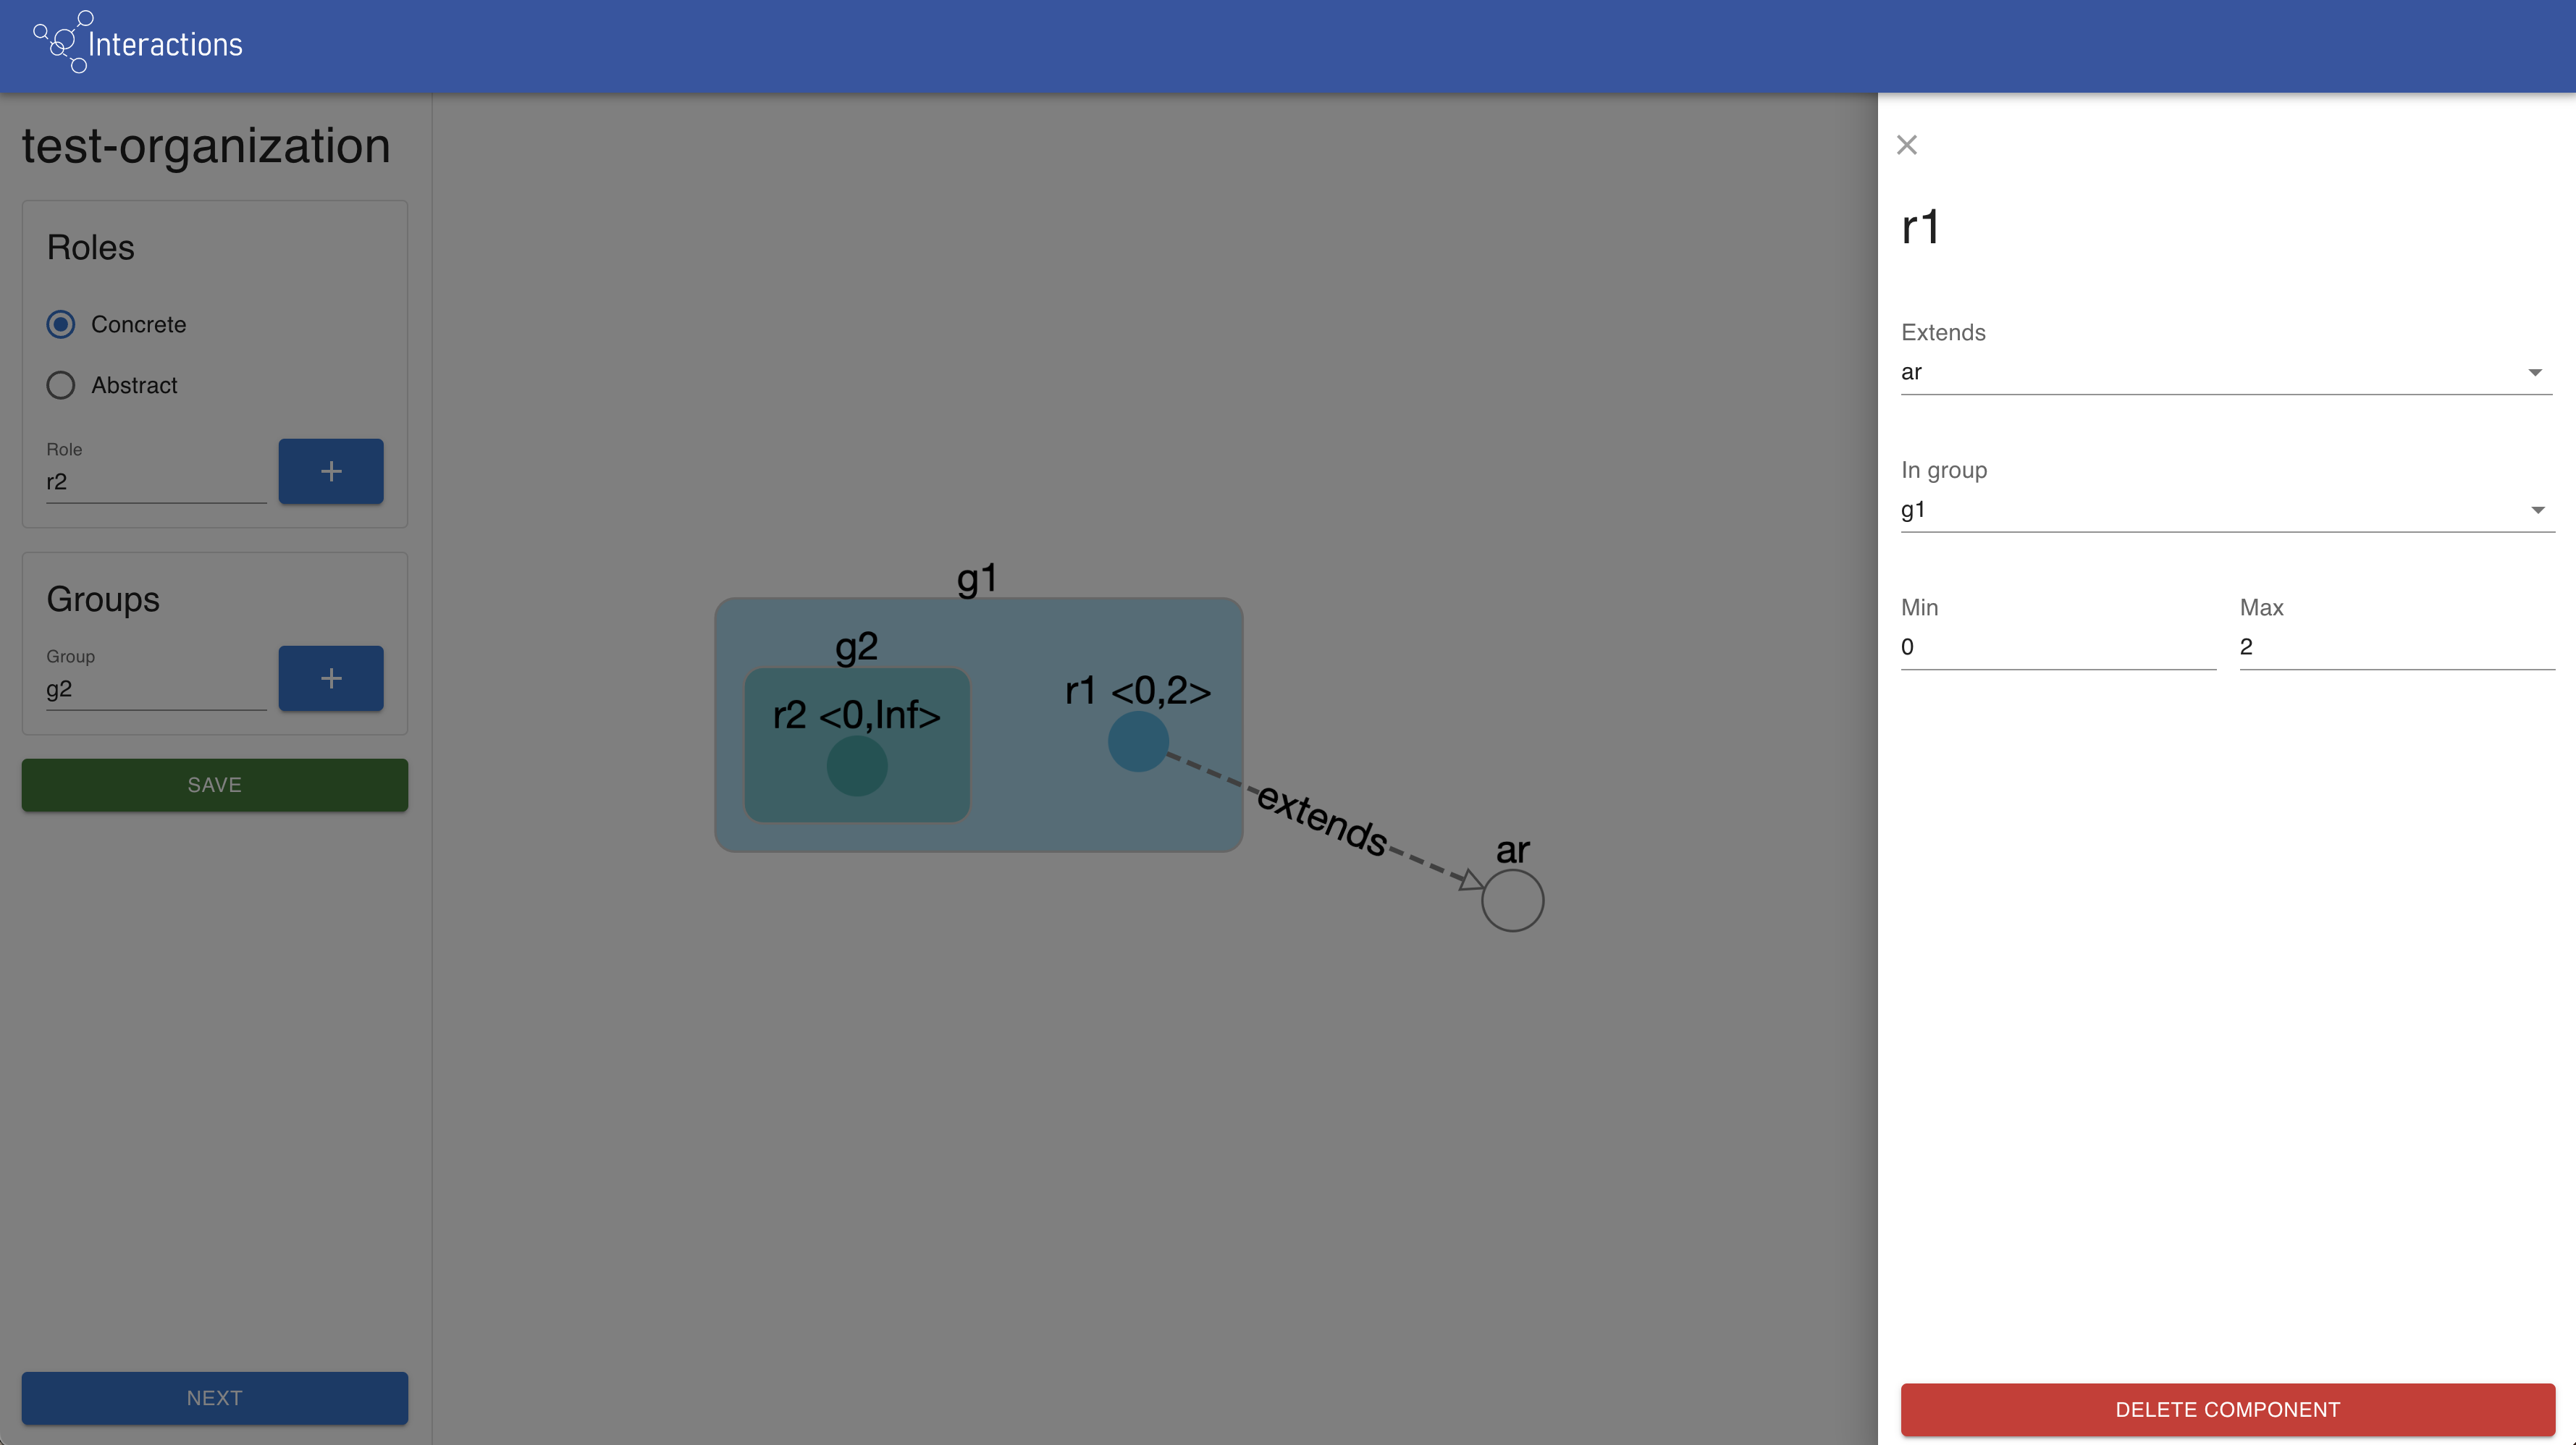 Interactions
test-organization
Roles
Concrete
Abstract
Role
r2
+
Groups
Group
g2
+
SAVE
NEXT
g1
g2
r2 <0,Inf>
r1 <0,2>
extends
ar
r1
Extends
ar
In group
g1
Min Max
0 2
DELETE COMPONENT